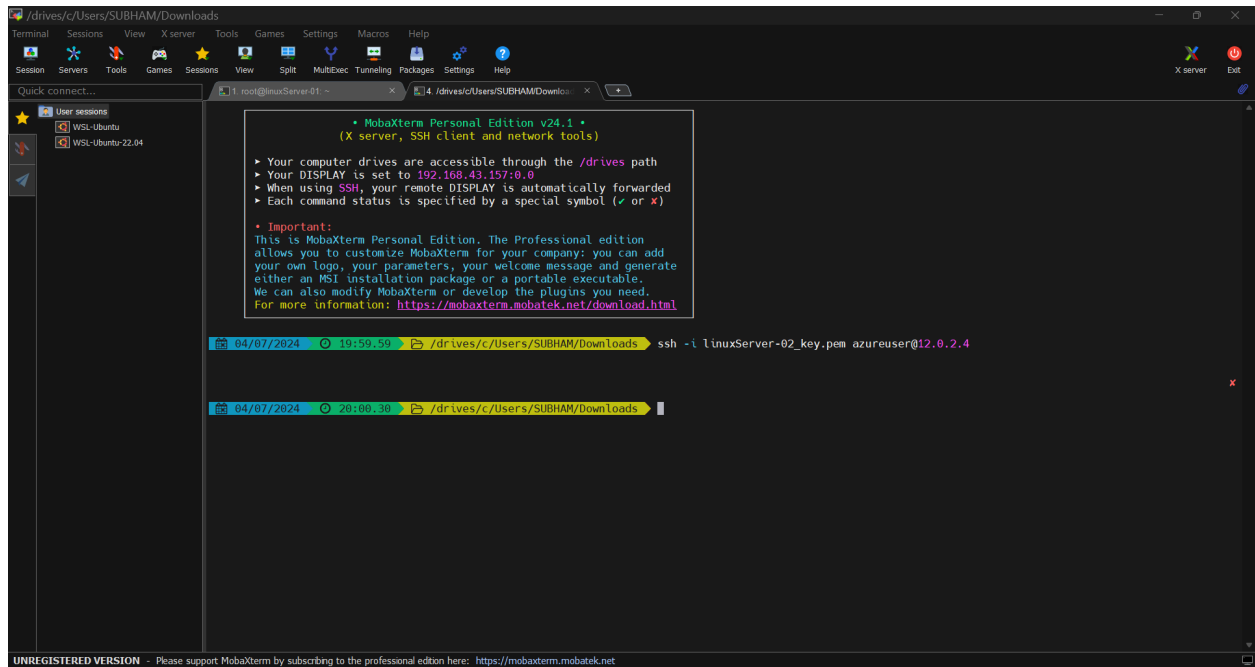 /drives/c/Users/SUBHAM/Downloads
Terminal Sessions View X server Tools Games Settings Macros Help
Session Servers Tools Games Sessions View Split MultiExec Tunneling Packages Settings Help X server Exit
Quick connect...
1. root@linuxServer-01: ~
4. /drives/c/Users/SUBHAM/Downloa
User sessions
WSL-Ubuntu
WSL-Ubuntu-22.04
• MobaXterm Personal Edition v24.1 •
(X server, SSH client and network tools)
➤ Your computer drives are accessible through the /drives path
➤ Your DISPLAY is set to 192.168.43.157:0.0
➤ When using SSH, your remote DISPLAY is automatically forwarded
➤ Each command status is specified by a special symbol (✓ or ✗)
• Important:
This is MobaXterm Personal Edition. The Professional edition
allows you to customize MobaXterm for your company: you can add
your own logo, your parameters, your welcome message and generate
either an MSI installation package or a portable executable.
We can also modify MobaXterm or develop the plugins you need.
For more information: https://mobaxterm.mobatek.net/download.html
04/07/2024 19:59.59 /drives/c/Users/SUBHAM/Downloads ssh -i linuxServer-02_key.pem azureuser@12.0.2.4
✗
04/07/2024 20:00.30 /drives/c/Users/SUBHAM/Downloads
UNREGISTERED VERSION - Please support MobaXterm by subscribing to the professional edition here: https://mobaxterm.mobatek.net